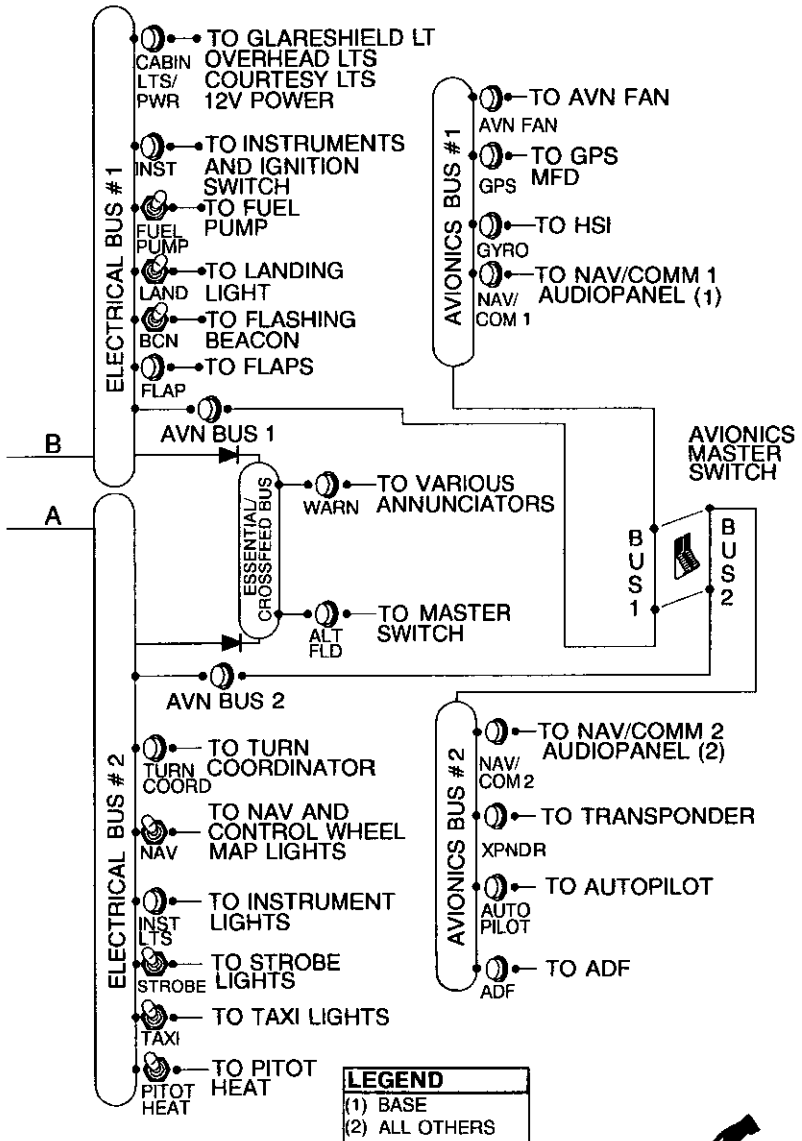 ELECTRICAL BUS #1
CABIN
LTS/
PWR
TO GLARESHIELD LT
OVERHEAD LTS
COURTESY LTS
12V POWER
INST
TO INSTRUMENTS
AND IGNITION
SWITCH
FUEL
PUMP
TO FUEL
PUMP
LAND
TO LANDING
LIGHT
BCN
TO FLASHING
BEACON
FLAP
TO FLAPS
AVN BUS 1
B
A
ESSENTIAL/
CROSSFEED BUS
WARN
TO VARIOUS
ANNUNCIATORS
ALT
FLD
TO MASTER
SWITCH
AVIONICS BUS #1
AVN FAN
TO AVN FAN
GPS
TO GPS
MFD
GYRO
TO HSI
NAV/
COM 1
TO NAV/COMM 1
AUDIOPANEL (1)
AVIONICS
MASTER
SWITCH
BUS 1
BUS 2
ELECTRICAL BUS #2
AVN BUS 2
TURN
COORD
TO TURN
COORDINATOR
NAV
TO NAV AND
CONTROL WHEEL
MAP LIGHTS
INST
LTS
TO INSTRUMENT
LIGHTS
STROBE
TO STROBE
LIGHTS
TAXI
TO TAXI LIGHTS
PITOT
HEAT
TO PITOT
HEAT
AVIONICS BUS #2
NAV/
COM 2
TO NAV/COMM 2
AUDIOPANEL (2)
XPNDR
TO TRANSPONDER
AUTO
PILOT
TO AUTOPILOT
ADF
TO ADF
LEGEND
(1) BASE
(2) ALL OTHERS